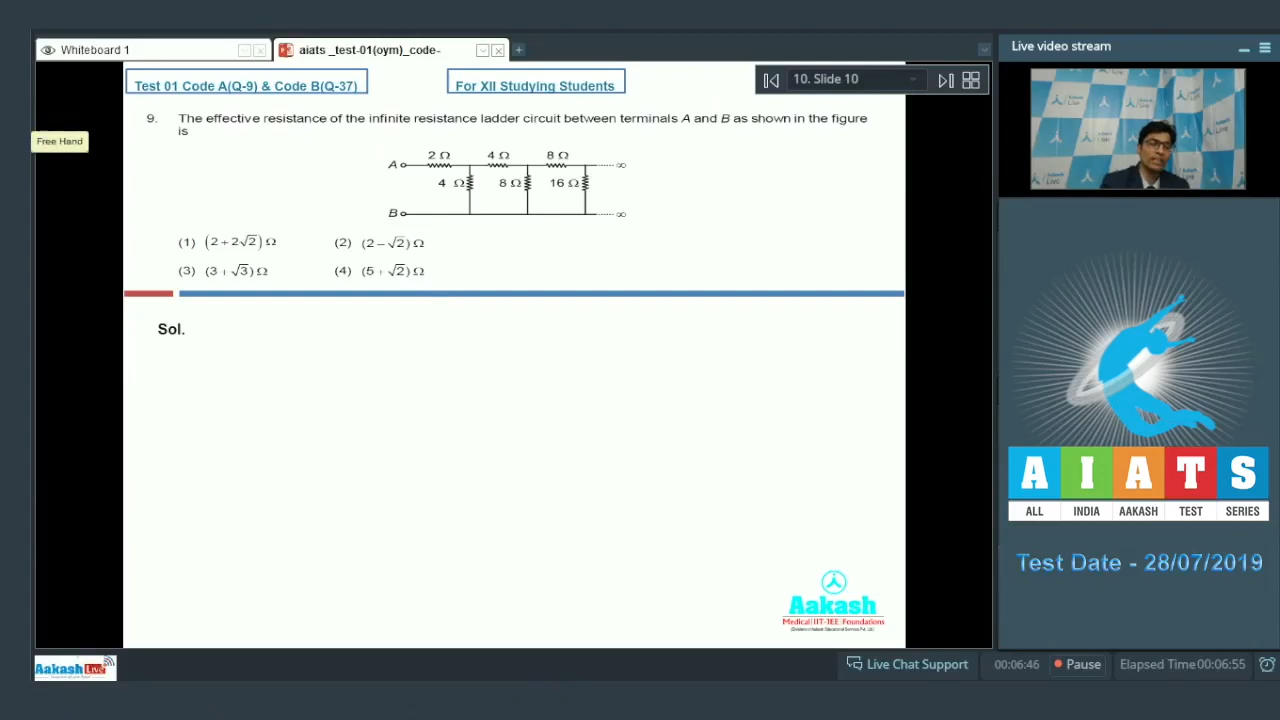 Whiteboard 1
aiats _test-01(oym)_code-
Live video stream
Test 01 Code A(Q-9) & Code B(Q-37)
For XII Studying Students
10. Slide 10
Free Hand
9. The effective resistance of the infinite resistance ladder circuit between terminals A and B as shown in the figure
is
2 Ω 4 Ω 8 Ω
A ∞
4 Ω 8 Ω 16 Ω
B ∞
(1) (2 + 2√2) Ω (2) (2 – √2) Ω
(3) (3 + √3) Ω (4) (5 + √2) Ω
Sol.
A I A T S
ALL INDIA AAKASH TEST SERIES
Test Date - 28/07/2019
Aakash
Medical|IIT-JEE|Foundations
Aakash Live
Live Chat Support
00:06:46
Pause
Elapsed Time 00:06:55